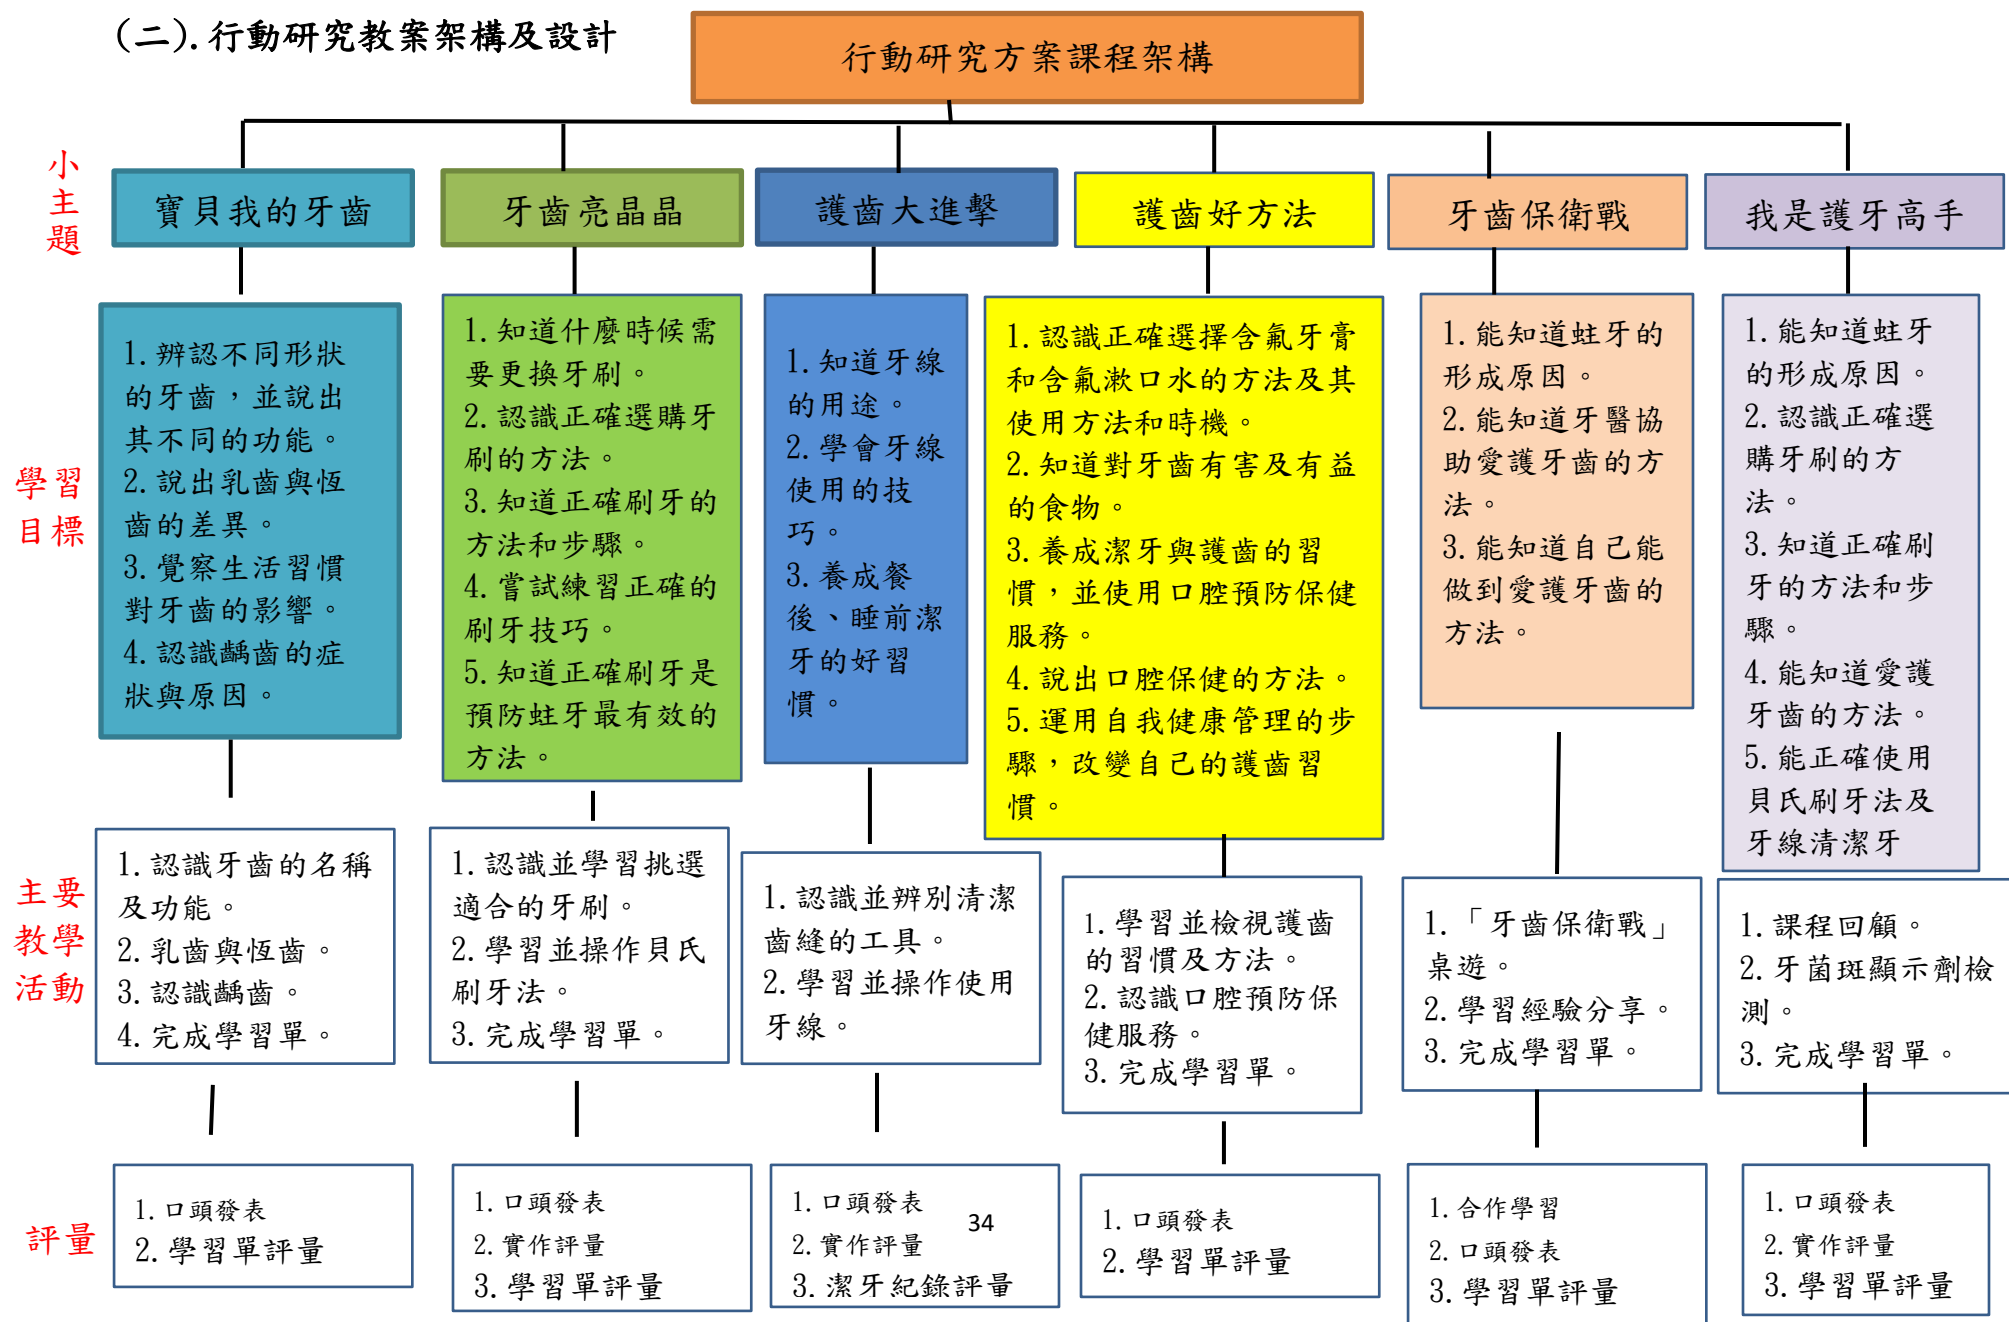 (二).行動研究教案架構及設計
行動研究方案課程架構
小
主
題
寶貝我的牙齒
牙齒亮晶晶
護齒大進擊
護齒好方法
牙齒保衛戰
我是護牙高手
學習
目標
1.辨認不同形狀
的牙齒，並說出
其不同的功能。
2.說出乳齒與恆
齒的差異。
3.覺察生活習慣
對牙齒的影響。
4.認識齲齒的症
狀與原因。
1.知道什麼時候需
要更換牙刷。
2.認識正確選購牙
刷的方法。
3.知道正確刷牙的
方法和步驟。
4.嘗試練習正確的
刷牙技巧。
5.知道正確刷牙是
預防蛀牙最有效的
方法。
1.知道牙線
的用途。
2.學會牙線
使用的技
巧。
3.養成餐
後、睡前潔
牙的好習
慣。
1.認識正確選擇含氟牙膏
和含氟漱口水的方法及其
使用方法和時機。
2.知道對牙齒有害及有益
的食物。
3.養成潔牙與護齒的習
慣，並使用口腔預防保健
服務。
4.說出口腔保健的方法。
5.運用自我健康管理的步
驟，改變自己的護齒習
慣。
1.能知道蛀牙的
形成原因。
2.能知道牙醫協
助愛護牙齒的方
法。
3.能知道自己能
做到愛護牙齒的
方法。
1.能知道蛀牙
的形成原因。
2.認識正確選
購牙刷的方
法。
3.知道正確刷
牙的方法和步
驟。
4.能知道愛護
牙齒的方法。
5.能正確使用
貝氏刷牙法及
牙線清潔牙
主要
教學
活動
1.認識牙齒的名稱
及功能。
2.乳齒與恆齒。
3.認識齲齒。
4.完成學習單。
1.認識並學習挑選
適合的牙刷。
2.學習並操作貝氏
刷牙法。
3.完成學習單。
1.認識並辨別清潔
齒縫的工具。
2.學習並操作使用
牙線。
1.學習並檢視護齒
的習慣及方法。
2.認識口腔預防保
健服務。
3.完成學習單。
1.「牙齒保衛戰」
桌遊。
2.學習經驗分享。
3.完成學習單。
1.課程回顧。
2.牙菌斑顯示劑檢
測。
3.完成學習單。
評量
1.口頭發表
2.學習單評量
1.口頭發表
2.實作評量
3.學習單評量
1.口頭發表
2.實作評量
3.潔牙紀錄評量
34
1.口頭發表
2.學習單評量
1.合作學習
2.口頭發表
3.學習單評量
1.口頭發表
2.實作評量
3.學習單評量